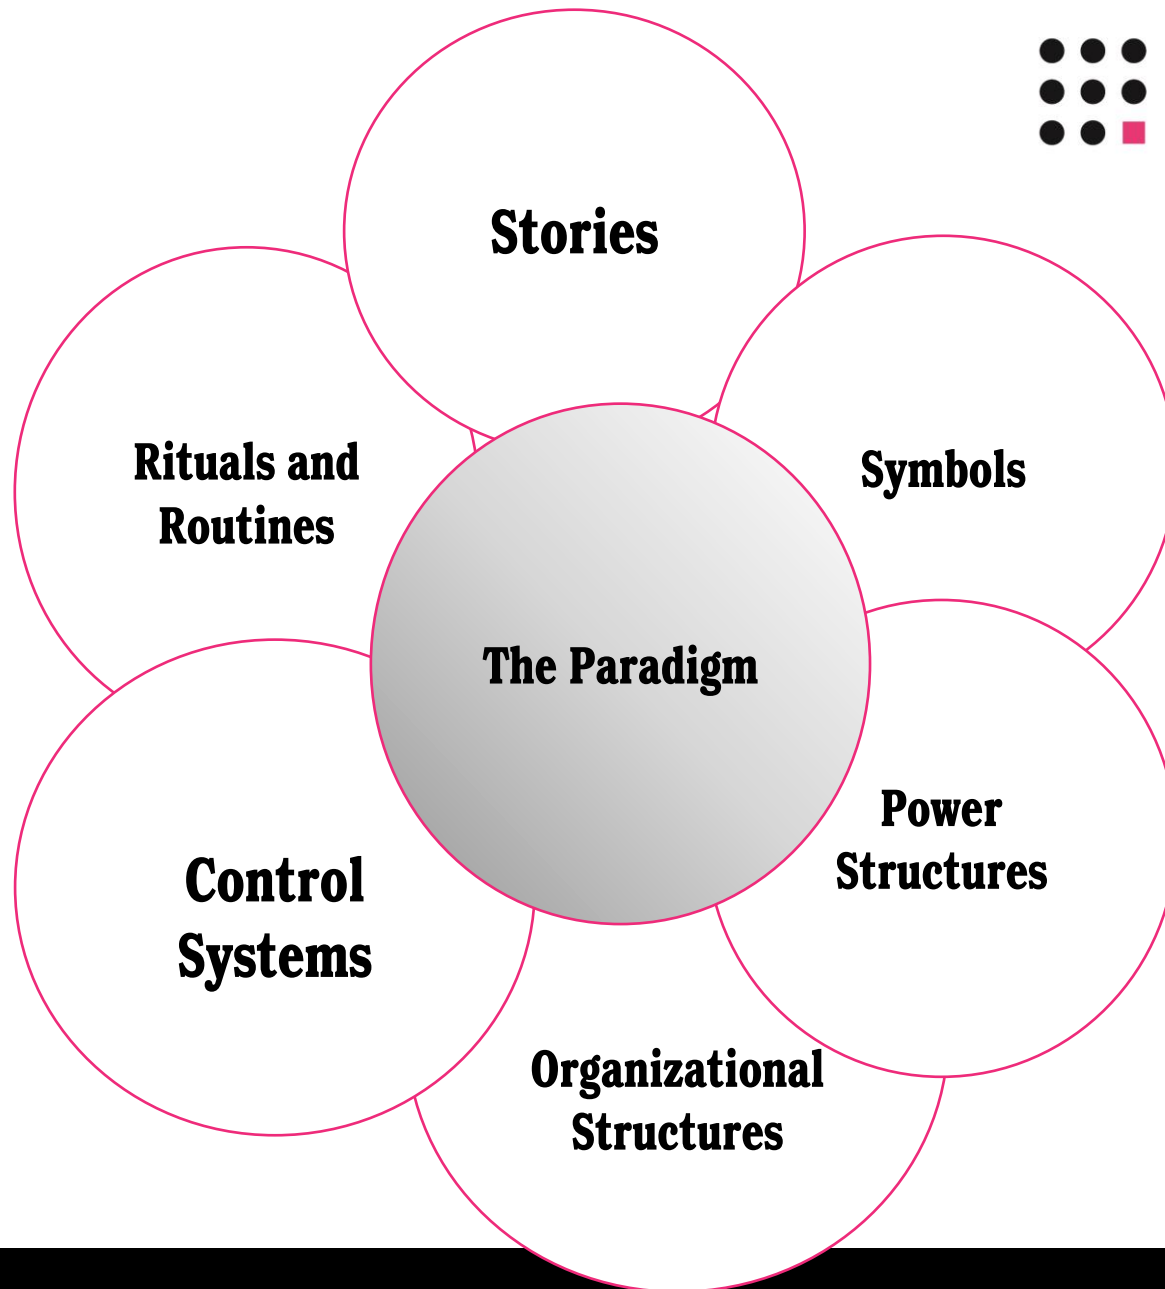 Stories
Rituals and
Routines
Symbols
The Paradigm
Power
Structures
Control
Systems
Organizational
Structures